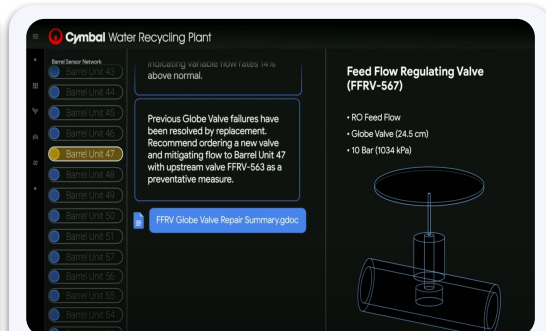 Cymbal Water Recycling Plant
Barrel Sensor Network
Barrel Unit 43
Barrel Unit 44
Barrel Unit 45
Barrel Unit 46
Barrel Unit 47
Barrel Unit 48
Barrel Unit 49
Barrel Unit 50
Barrel Unit 51
Barrel Unit 57
Barrel Unit 56
Barrel Unit 55
Barrel Unit 54
indicating variable flow rates 14%
above normal.
Previous Globe Valve failures have
been resolved by replacement.
Recommend ordering a new valve
and mitigating flow to Barrel Unit 47
with upstream valve FFRV-563 as a
preventative measure.
FFRV Globe Valve Repair Summary.gdoc
Feed Flow Regulating Valve
(FFRV-567)
• RO Feed Flow
• Globe Valve (24.5 cm)
• 10 Bar (1034 kPa)